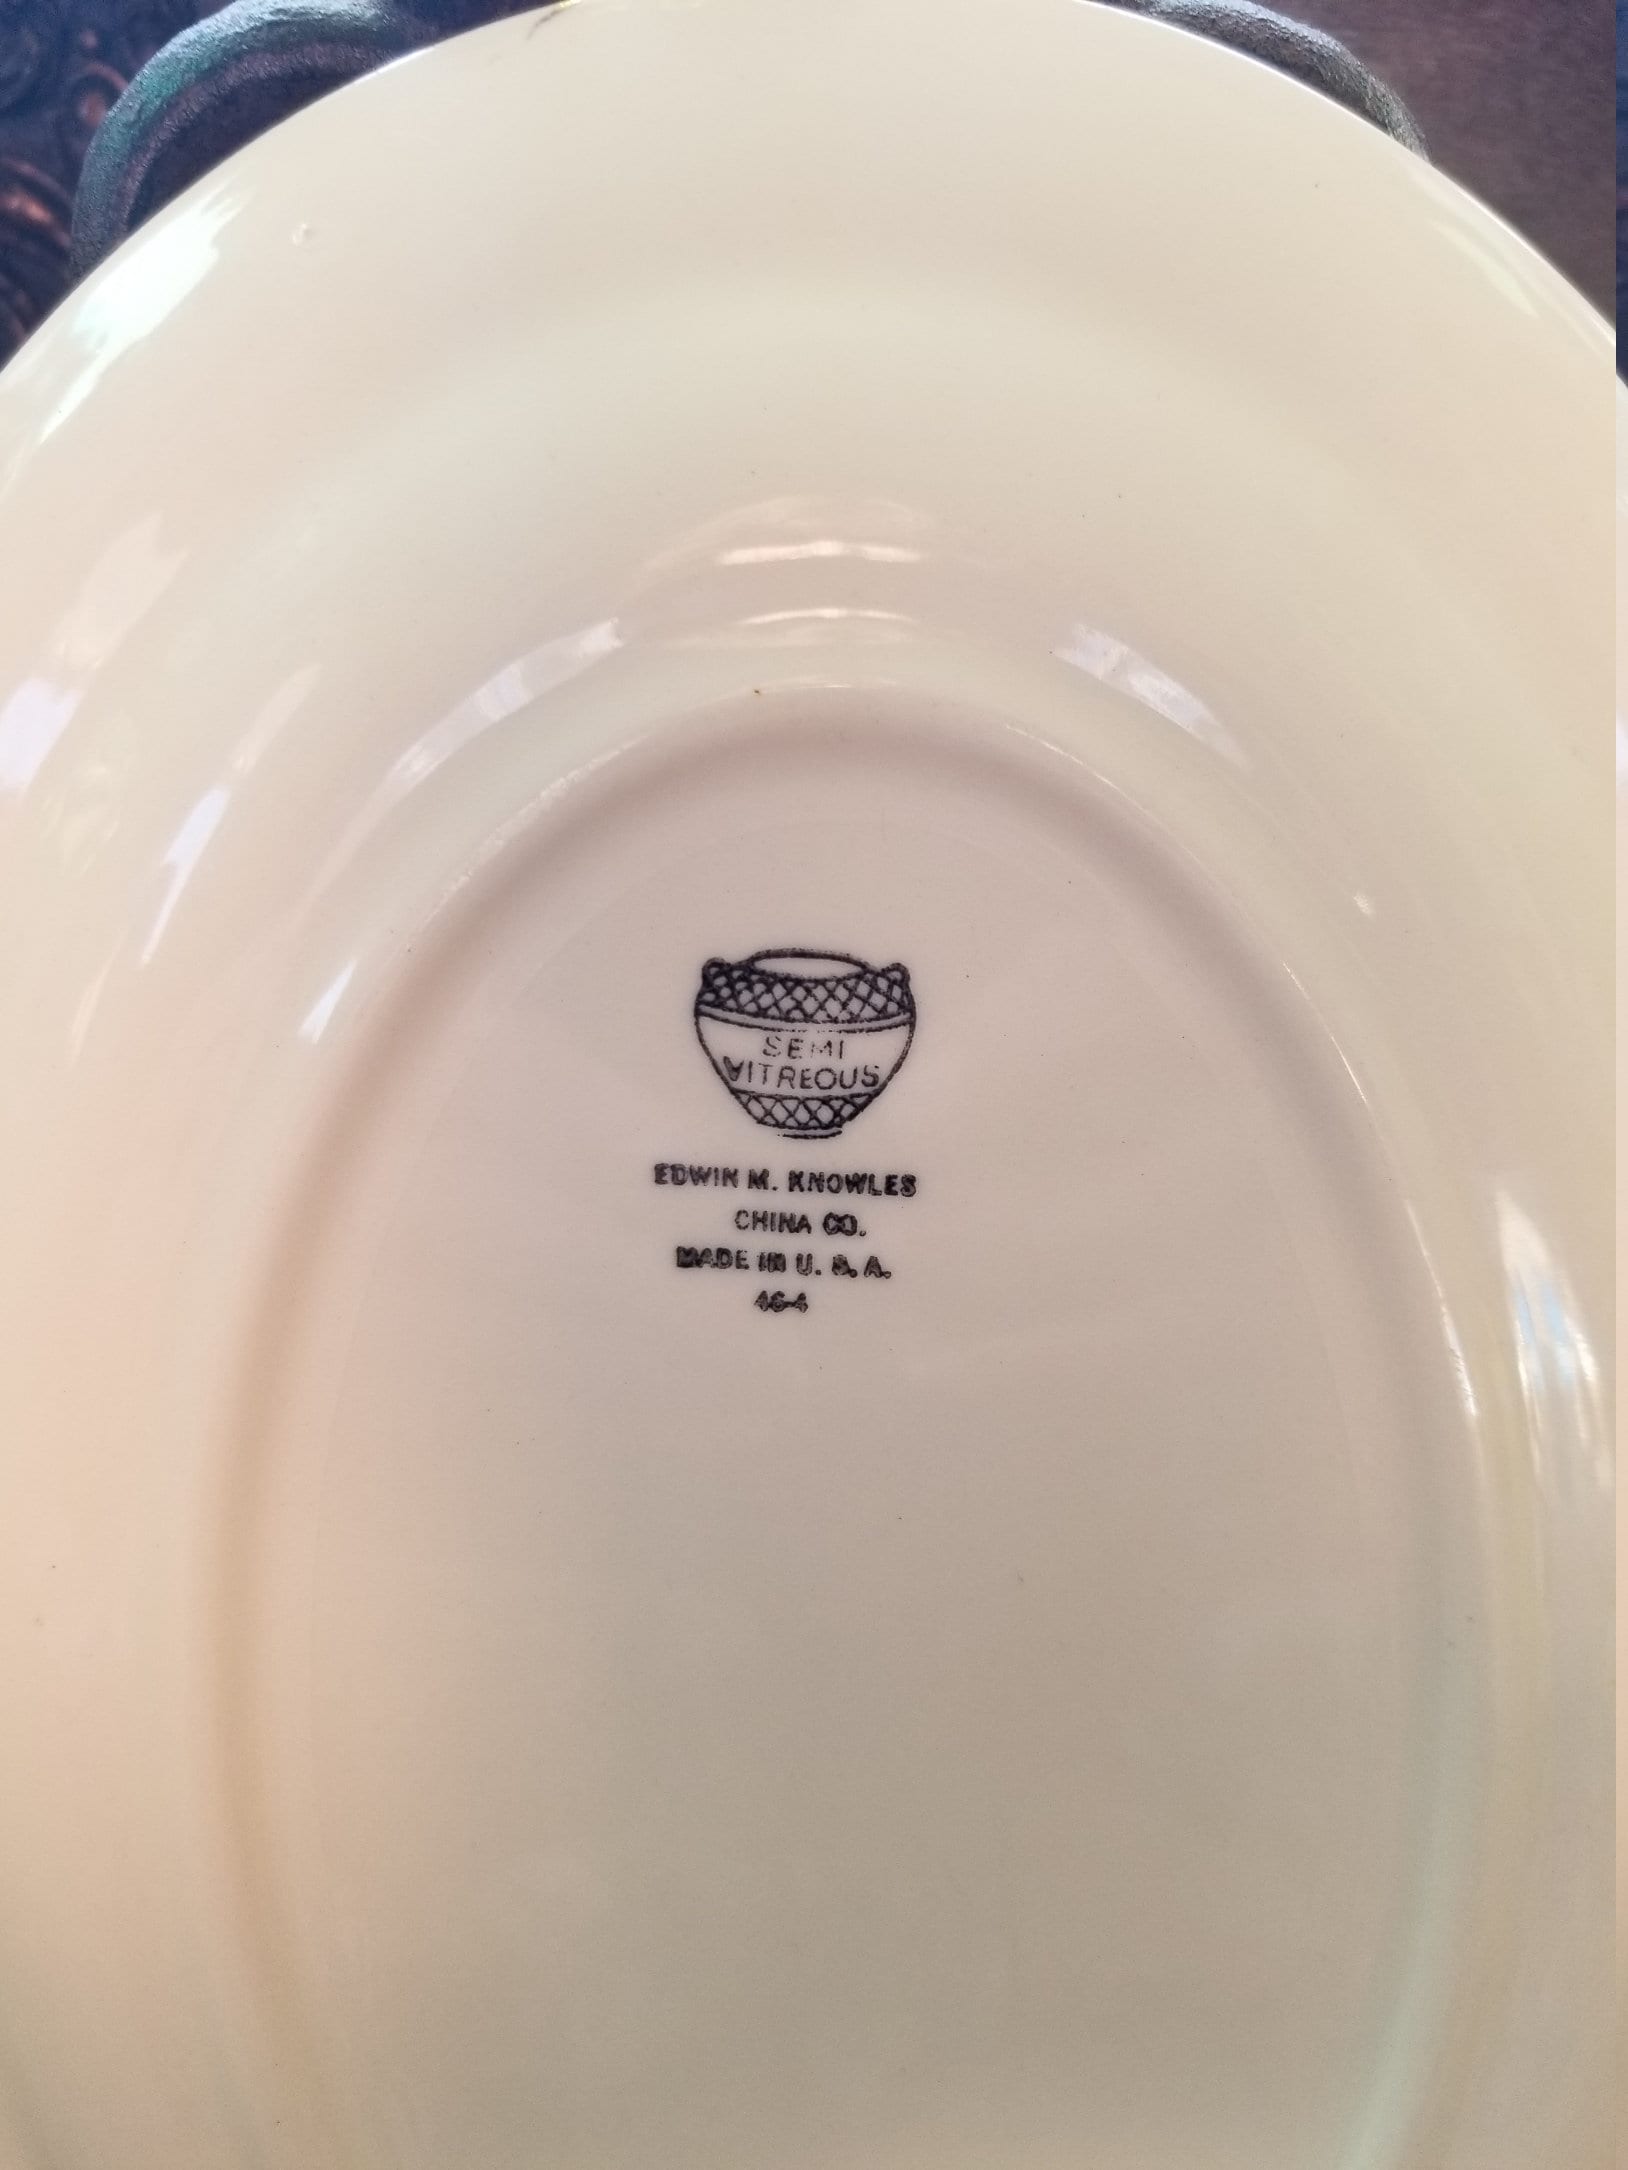 SEMI
VITREOUS
EDWIN M. KNOWLES
CHINA CO.
MADE IN U. S. A.
46-4